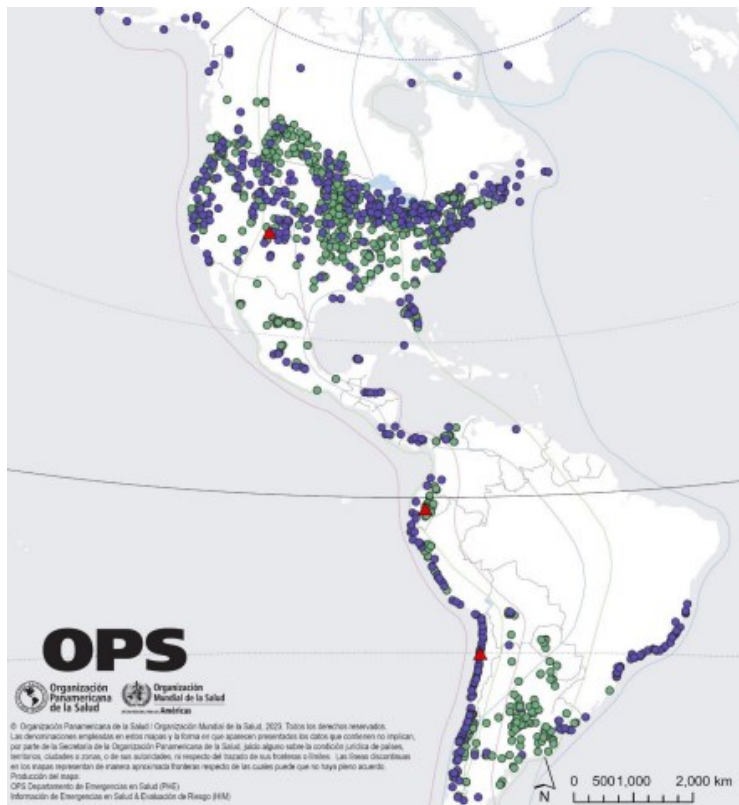 OPS
Organización
Panamericana
de la Salud
Organización
Mundial de la Salud
Américas
© Organización Panamericana de la Salud / Organización Mundial de la Salud, 2023. Todos los derechos reservados.
Las denominaciones empleadas en estos mapas y la forma en que aparecen presentados los datos que contienen no implican,
por parte de la Secretaría de la Organización Panamericana de la Salud, juicio alguno sobre la condición jurídica de países,
territorios, ciudades o zonas, o de sus autoridades, ni respecto del trazado de sus fronteras o límites. Las líneas discontinuas
en los mapas representan de manera aproximada fronteras respecto de las cuales puede que no haya pleno acuerdo.
Producción del mapa:
OPS Departamento de Emergencias en Salud (PHE)
Información de Emergencias en Salud & Evaluación de Riesgo (HIM)
N
0 5001,000 2,000 km